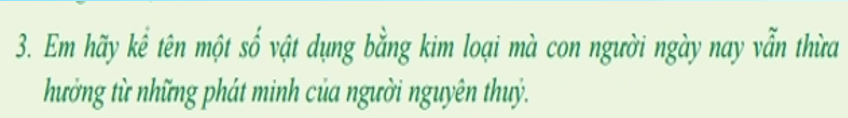 3. Em hãy kể tên một số vật dụng bằng kim loại mà con người ngày nay vẫn thừa
hưởng từ những phát minh của người nguyên thuỷ.